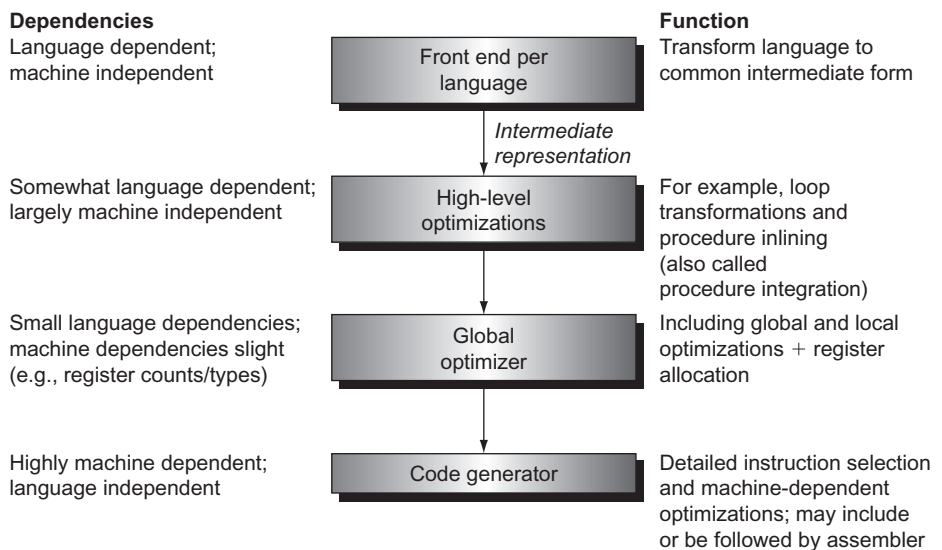 Dependencies
Language dependent;
machine independent
Front end per
language
Function
Transform language to
common intermediate form
Intermediate
representation
Somewhat language dependent;
largely machine independent
High-level
optimizations
For example, loop
transformations and
procedure inlining
(also called
procedure integration)
Small language dependencies;
machine dependencies slight
(e.g., register counts/types)
Global
optimizer
Including global and local
optimizations + register
allocation
Highly machine dependent;
language independent
Code generator
Detailed instruction selection
and machine-dependent
optimizations; may include
or be followed by assembler